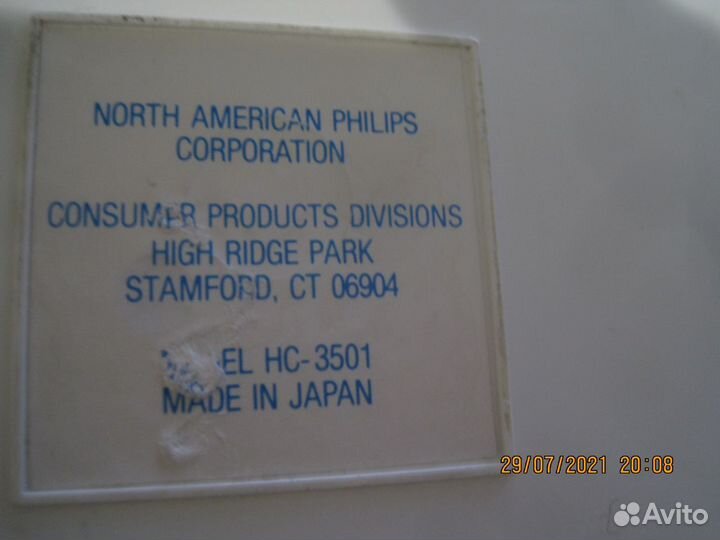 NORTH AMERICAN PHILIPS
CORPORATION
CONSUMER PRODUCTS DIVISIONS
HIGH RIDGE PARK
STAMFORD, CT 06904
HC-3501
MADE IN JAPAN
29/07/2021 20:08
Avito